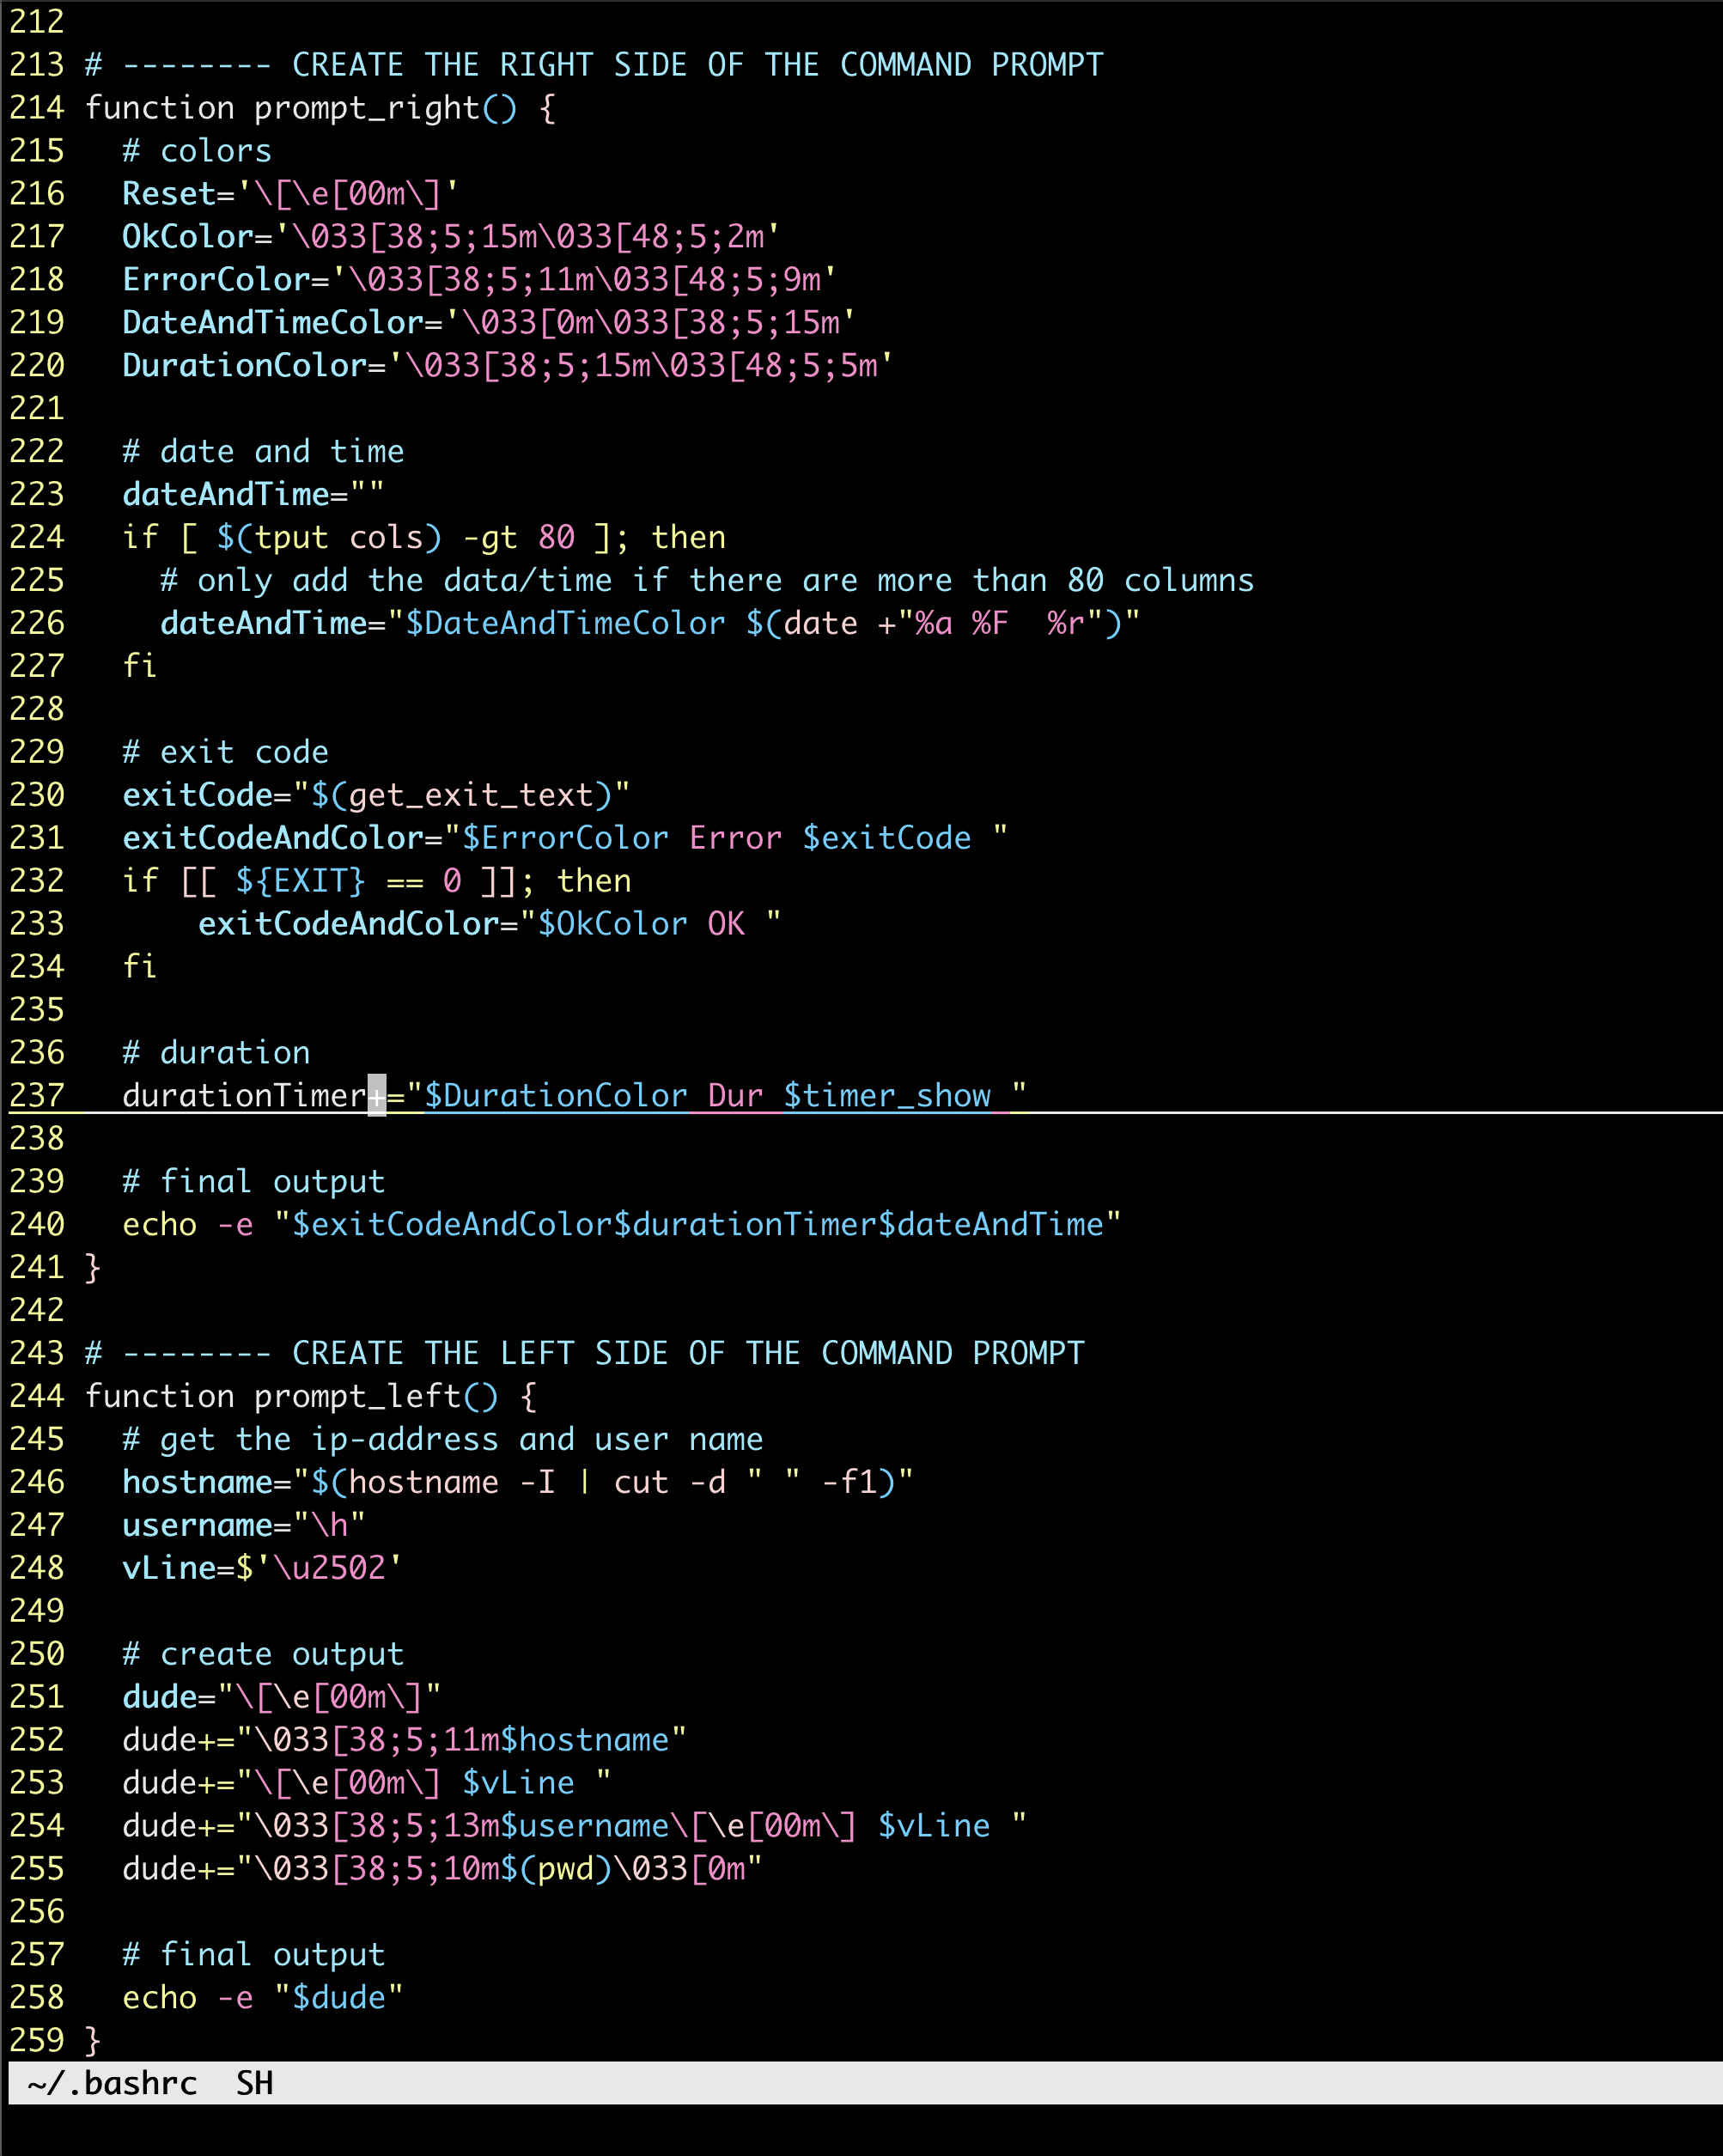 212
213 # -------- CREATE THE RIGHT SIDE OF THE COMMAND PROMPT
214 function prompt_right() {
215   # colors
216   Reset='\[\e[00m\]'
217   OkColor='\033[38;5;15m\033[48;5;2m'
218   ErrorColor='\033[38;5;11m\033[48;5;9m'
219   DateAndTimeColor='\033[0m\033[38;5;15m'
220   DurationColor='\033[38;5;15m\033[48;5;5m'
221
222   # date and time
223   dateAndTime=""
224   if [ $(tput cols) -gt 80 ]; then
225     # only add the data/time if there are more than 80 columns
226     dateAndTime="$DateAndTimeColor $(date +"%a %F  %r")"
227   fi
228
229   # exit code
230   exitCode="$(get_exit_text)"
231   exitCodeAndColor="$ErrorColor Error $exitCode "
232   if [[ ${EXIT} == 0 ]]; then
233       exitCodeAndColor="$OkColor OK "
234   fi
235
236   # duration
237   durationTimer+="$DurationColor Dur $timer_show "
238
239   # final output
240   echo -e "$exitCodeAndColor$durationTimer$dateAndTime"
241 }
242
243 # -------- CREATE THE LEFT SIDE OF THE COMMAND PROMPT
244 function prompt_left() {
245   # get the ip-address and user name
246   hostname="$(hostname -I | cut -d " " -f1)"
247   username="\h"
248   vLine=$'\u2502'
249
250   # create output
251   dude="\[\e[00m\]"
252   dude+="\033[38;5;11m$hostname"
253   dude+="\[\e[00m\] $vLine "
254   dude+="\033[38;5;13m$username\[\e[00m\] $vLine "
255   dude+="\033[38;5;10m$(pwd)\033[0m"
256
257   # final output
258   echo -e "$dude"
259 }
~/.bashrc  SH